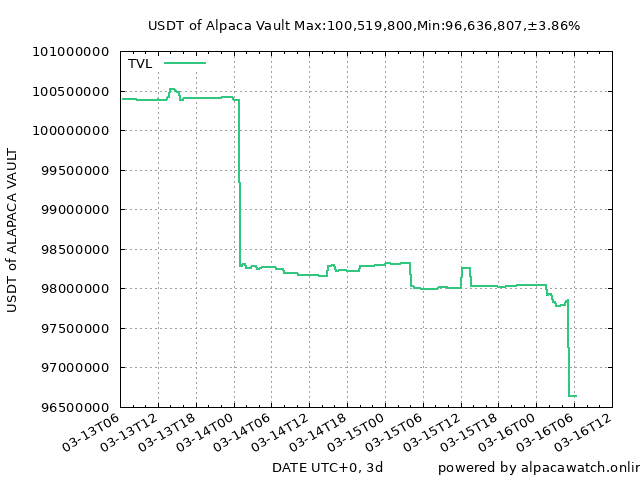 USDT of Alpaca Vault Max:100,519,800,Min:96,636,807,±3.86%
TVL
USDT of ALAPACA VAULT
101000000
100500000
100000000
99500000
99000000
98500000
98000000
97500000
97000000
96500000
03-13T06
03-13T12
03-13T18
03-14T00
03-14T06
03-14T12
03-14T18
03-15T00
03-15T06
03-15T12
03-15T18
03-16T00
03-16T06
03-16T12
DATE UTC+0, 3d
powered by alpacawatch.onlin